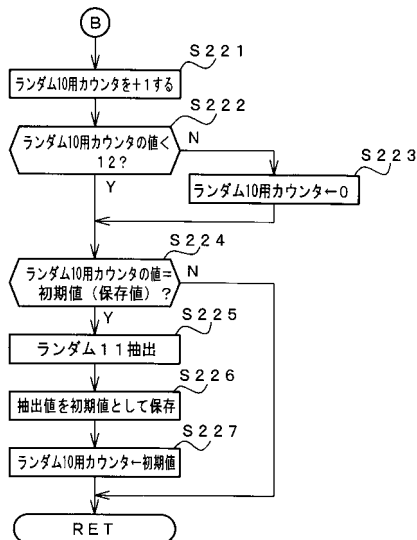 B
S221
ランダム10用カウンタを+1する
S222
ランダム10用カウンタの値<
12?
N
Y
S223
ランダム10用カウンター←0
S224
ランダム10用カウンタの値=
初期値(保存値)?
N
Y
S225
ランダム11抽出
S226
抽出値を初期値として保存
S227
ランダム10用カウンター←初期値
RET